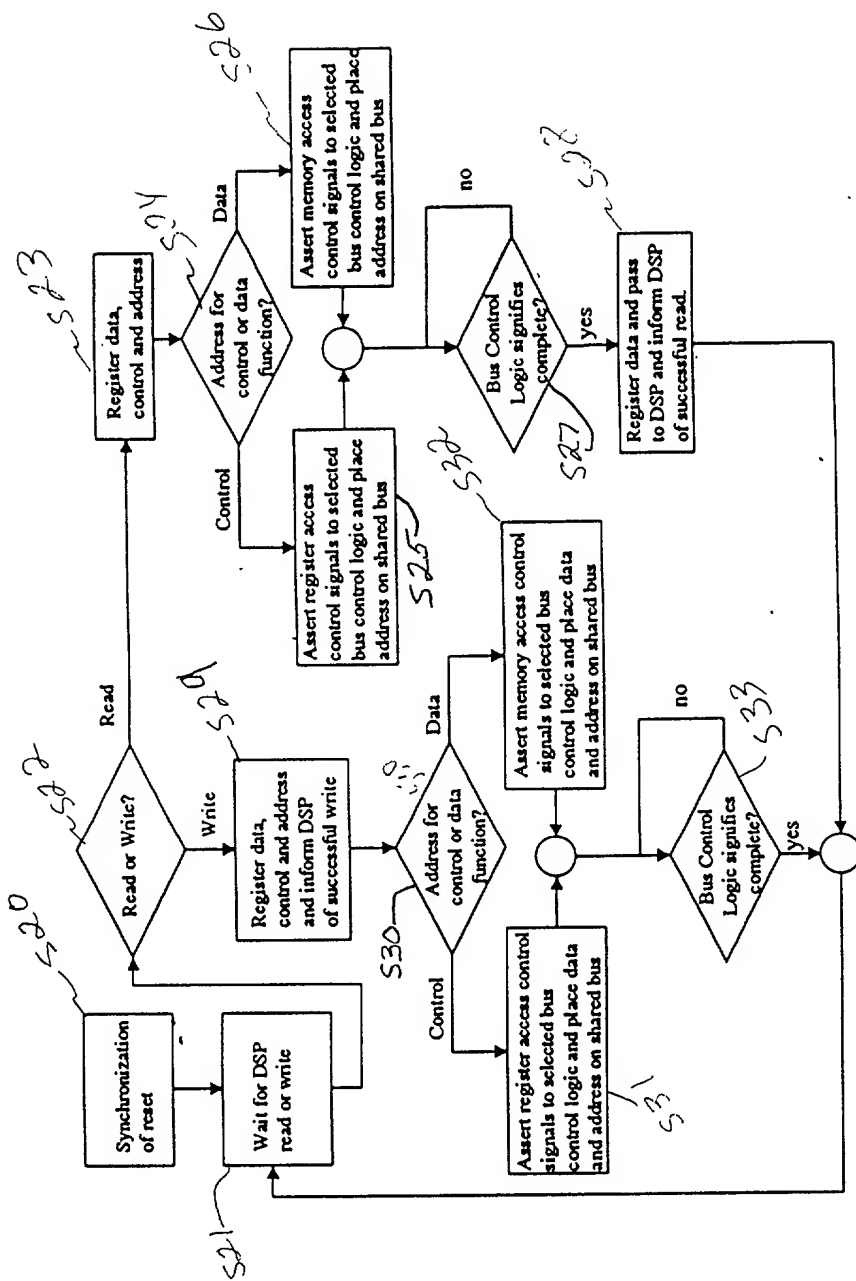 S20
Synchronization
of reset
S21
Wait for DSP
read or write
S22
Read or Write?
Read
Write
S23
Register data,
control and address
S24
Address for
control or data
function?
Control
Data
Assert register access
control signals to selected
bus control logic and place
address on shared bus
S25
S26
Assert memory access
control signals to selected
bus control logic and place
address on shared bus
Bus Control
Logic signifies
complete?
S27
no
yes
Register data and pass
to DSP and inform DSP
of successful read.
S29
Register data,
control and address
and inform DSP
of successful write
S30
Address for
control or data
function?
Control
Data
Assert register access control
signals to selected bus
control logic and place data
and address on shared bus
S31
S32
Assert memory access control
signals to selected bus
control logic and place data
and address on shared bus
Bus Control
Logic signifies
complete?
S33
no
yes